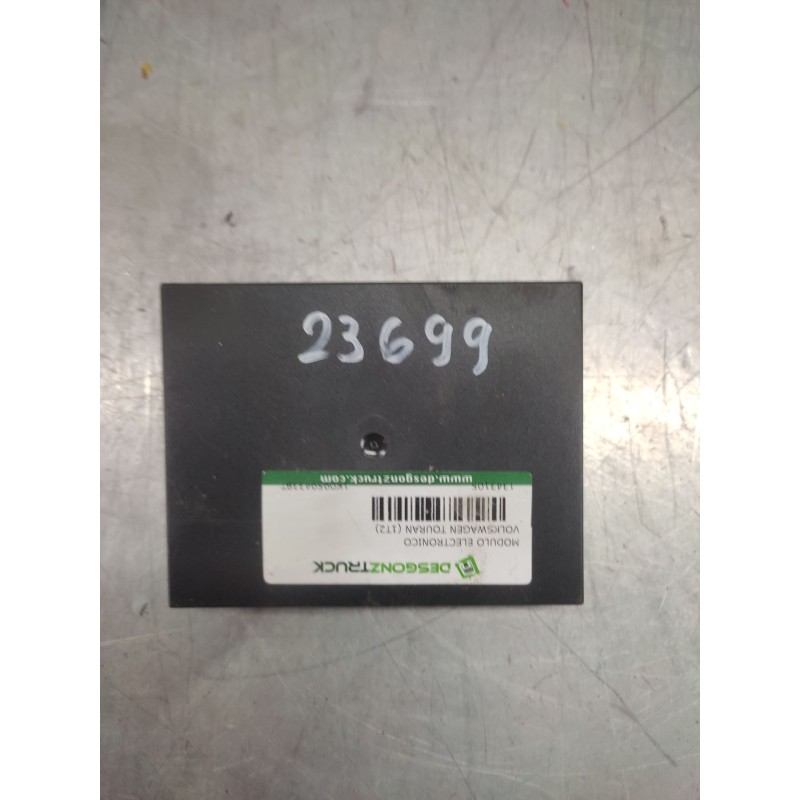 23699
DESGONZTRUCK
MODULO ELECTRONICO
VOLKSWAGEN TOURAN (1T2)
www.desgonztruck.com